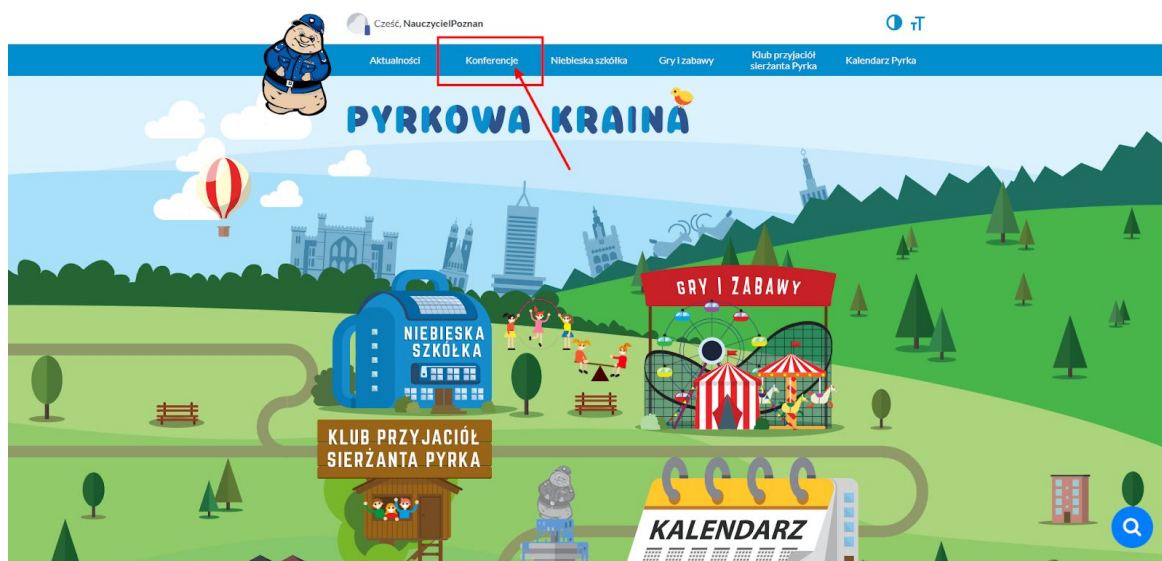 Cześć, NauczycielPoznan
тT
Aktualności
Konferencje
Niebieska szkółka
Gry i zabawy
Klub przyjaciół
sierżanta Pyrka
Kalendarz Pyrka
PYRKOWA KRAINA
GRY I ZABAWY
NIEBIESKA
SZKÓŁKA
KLUB PRZYJACIÓŁ
SIERŻANTA PYRKA
KALENDARZ